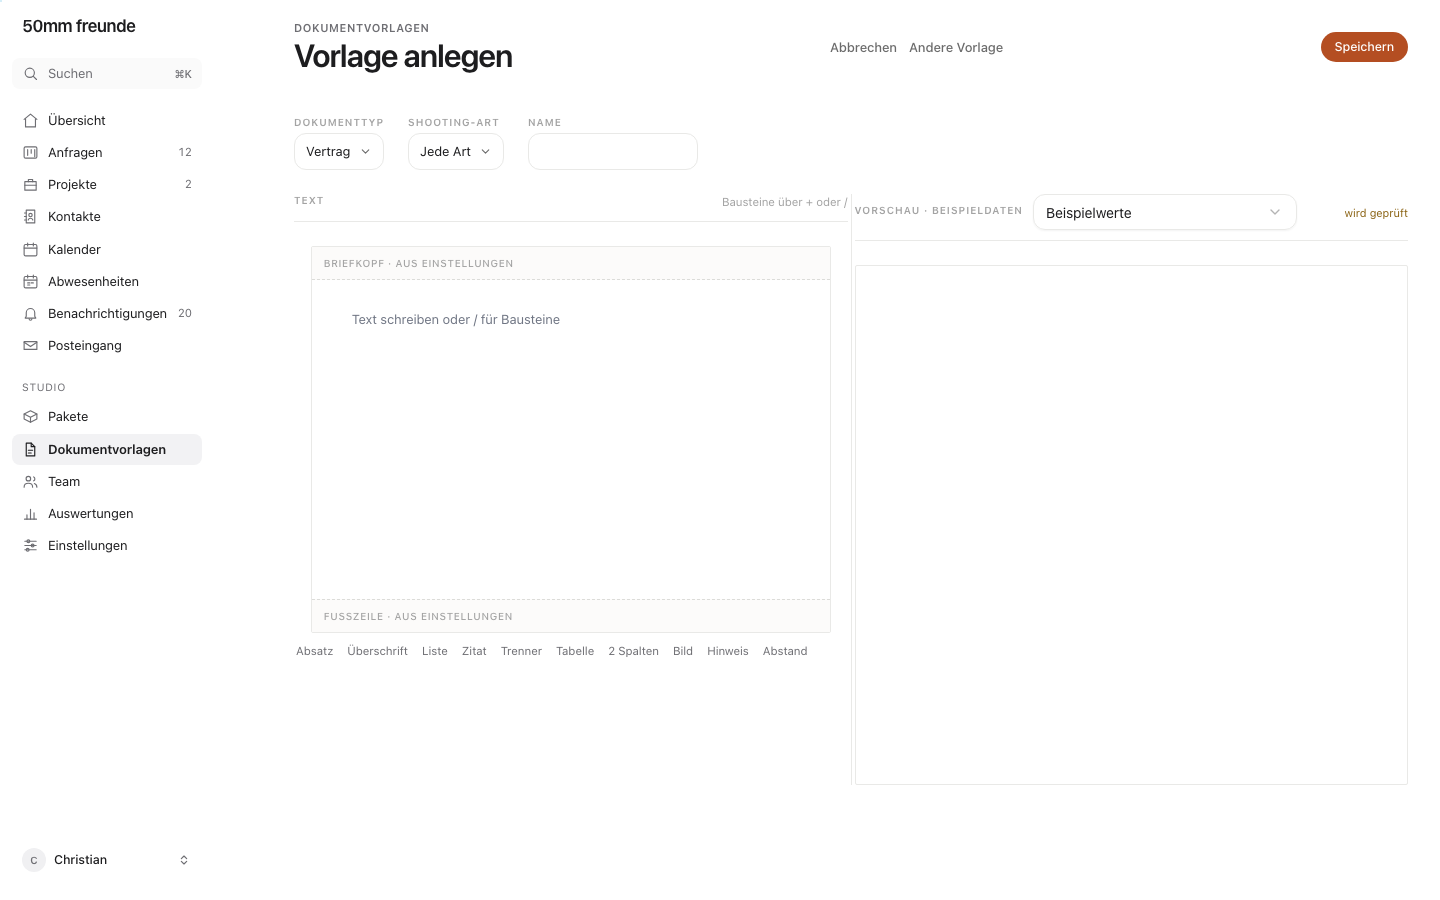 50mm freunde
Suchen ⌘K
Übersicht
Anfragen 12
Projekte 2
Kontakte
Kalender
Abwesenheiten
Benachrichtigungen 20
Posteingang
STUDIO
Pakete
Dokumentvorlagen
Team
Auswertungen
Einstellungen
C Christian
DOKUMENTVORLAGEN
Vorlage anlegen
Abbrechen Andere Vorlage
Speichern
DOKUMENTTYP SHOOTING-ART NAME
Vertrag Jede Art
TEXT Bausteine über + oder /
BRIEFKOPF · AUS EINSTELLUNGEN
Text schreiben oder / für Bausteine
FUSSZEILE · AUS EINSTELLUNGEN
Absatz Überschrift Liste Zitat Trenner Tabelle 2 Spalten Bild Hinweis Abstand
VORSCHAU · BEISPIELDATEN Beispielwerte wird geprüft